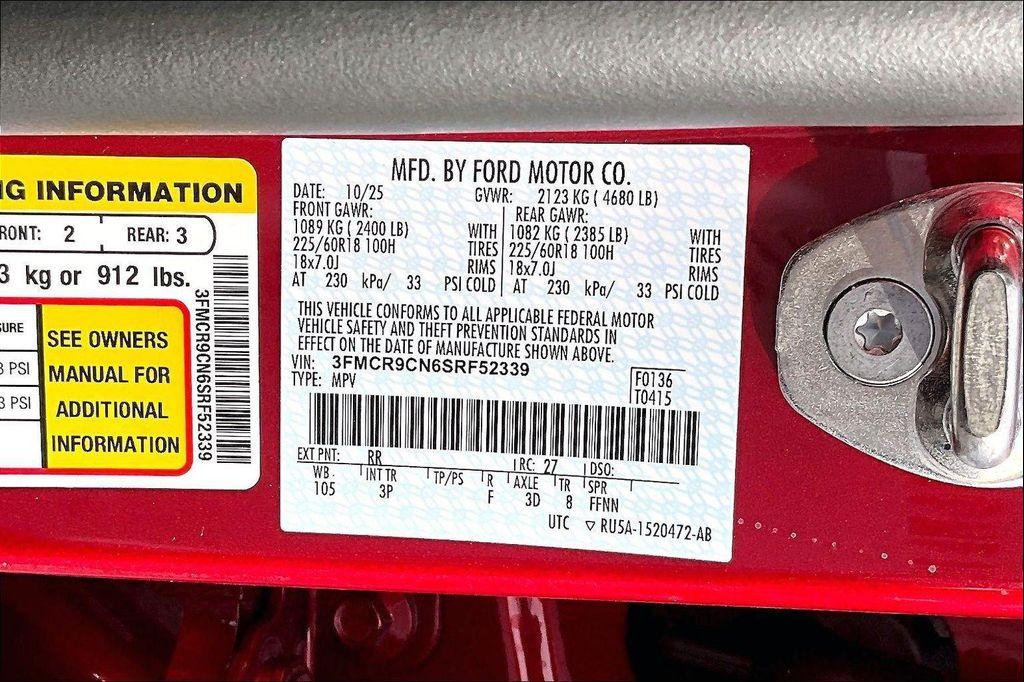 NG INFORMATION
FRONT: 2 REAR: 3
3 kg or 912 lbs.
SEE OWNERS
MANUAL FOR
ADDITIONAL
INFORMATION
PSI
PSI
3FMCR9CN6SRF52339
MFD. BY FORD MOTOR CO.
DATE: 10/25 GVWR: 2123 KG ( 4680 LB)
FRONT GAWR: REAR GAWR:
1089 KG ( 2400 LB) WITH 1082 KG ( 2385 LB) WITH
225/60R18 100H TIRES 225/60R18 100H TIRES
18x7.0J RIMS 18x7.0J RIMS
AT 230 kPa/ 33 PSI COLD AT 230 kPa/ 33 PSI COLD
THIS VEHICLE CONFORMS TO ALL APPLICABLE FEDERAL MOTOR
VEHICLE SAFETY AND THEFT PREVENTION STANDARDS IN
EFFECT ON THE DATE OF MANUFACTURE SHOWN ABOVE.
VIN: 3FMCR9CN6SRF52339
TYPE: MPV
F0136
T0415
EXT PNT: RR RC: 27 DSO:
WB INT TR TP/PS R AXLE TR SPR
105 3P F 3D 8 FFNN
UTC ▽ RU5A-1520472-AB